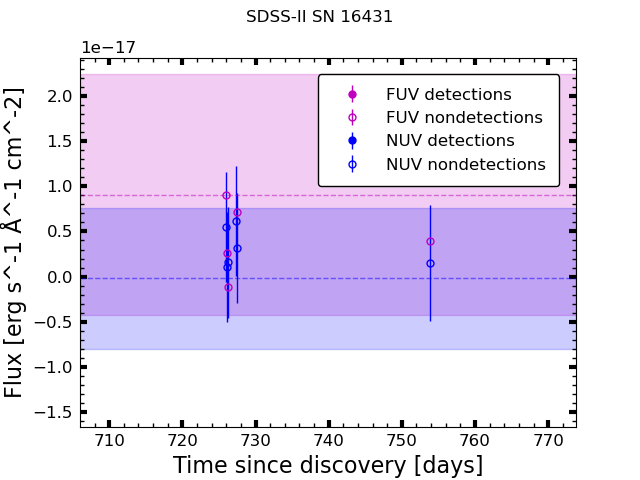 SDSS-II SN 16431
1e−17
Flux [erg s^-1 Å^-1 cm^-2]
2.0
1.5
1.0
0.5
0.0
−0.5
−1.0
−1.5
FUV detections
FUV nondetections
NUV detections
NUV nondetections
710 720 730 740 750 760 770
Time since discovery [days]